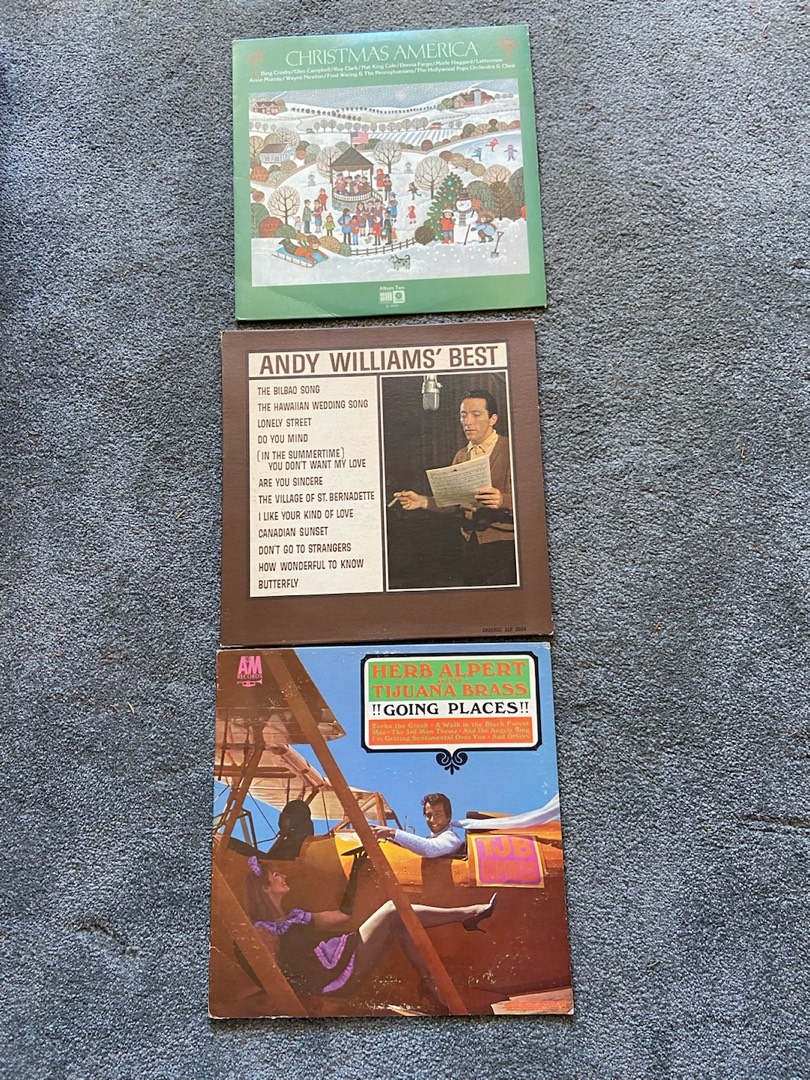 CHRISTMAS AMERICA
Bing Crosby/Glen Campbell/Roy Clark/Nat King Cole/Donna Fargo/Merle Haggard/Lettermen
Anne Murray/Wayne Newton/Fred Waring & The Pennsylvanians/The Hollywood Pops Orchestra & Choir
Album Two
ANDY WILLIAMS' BEST
THE BILBAO SONG
THE HAWAIIAN WEDDING SONG
LONELY STREET
DO YOU MIND
(IN THE SUMMERTIME)
YOU DON'T WANT MY LOVE
ARE YOU SINCERE
THE VILLAGE OF ST. BERNADETTE
I LIKE YOUR KIND OF LOVE
CANADIAN SUNSET
DON'T GO TO STRANGERS
HOW WONDERFUL TO KNOW
BUTTERFLY
CADENCE CLP 3054
A&M
RECORDS
HERB ALPERT
and the
TIJUANA BRASS
!!GOING PLACES!!
Zorba the Greek • A Walk in the Black Forest
Mae • The 3rd Man Theme • And the Angels Sing
I'm Getting Sentimental Over You • And Others
TJB